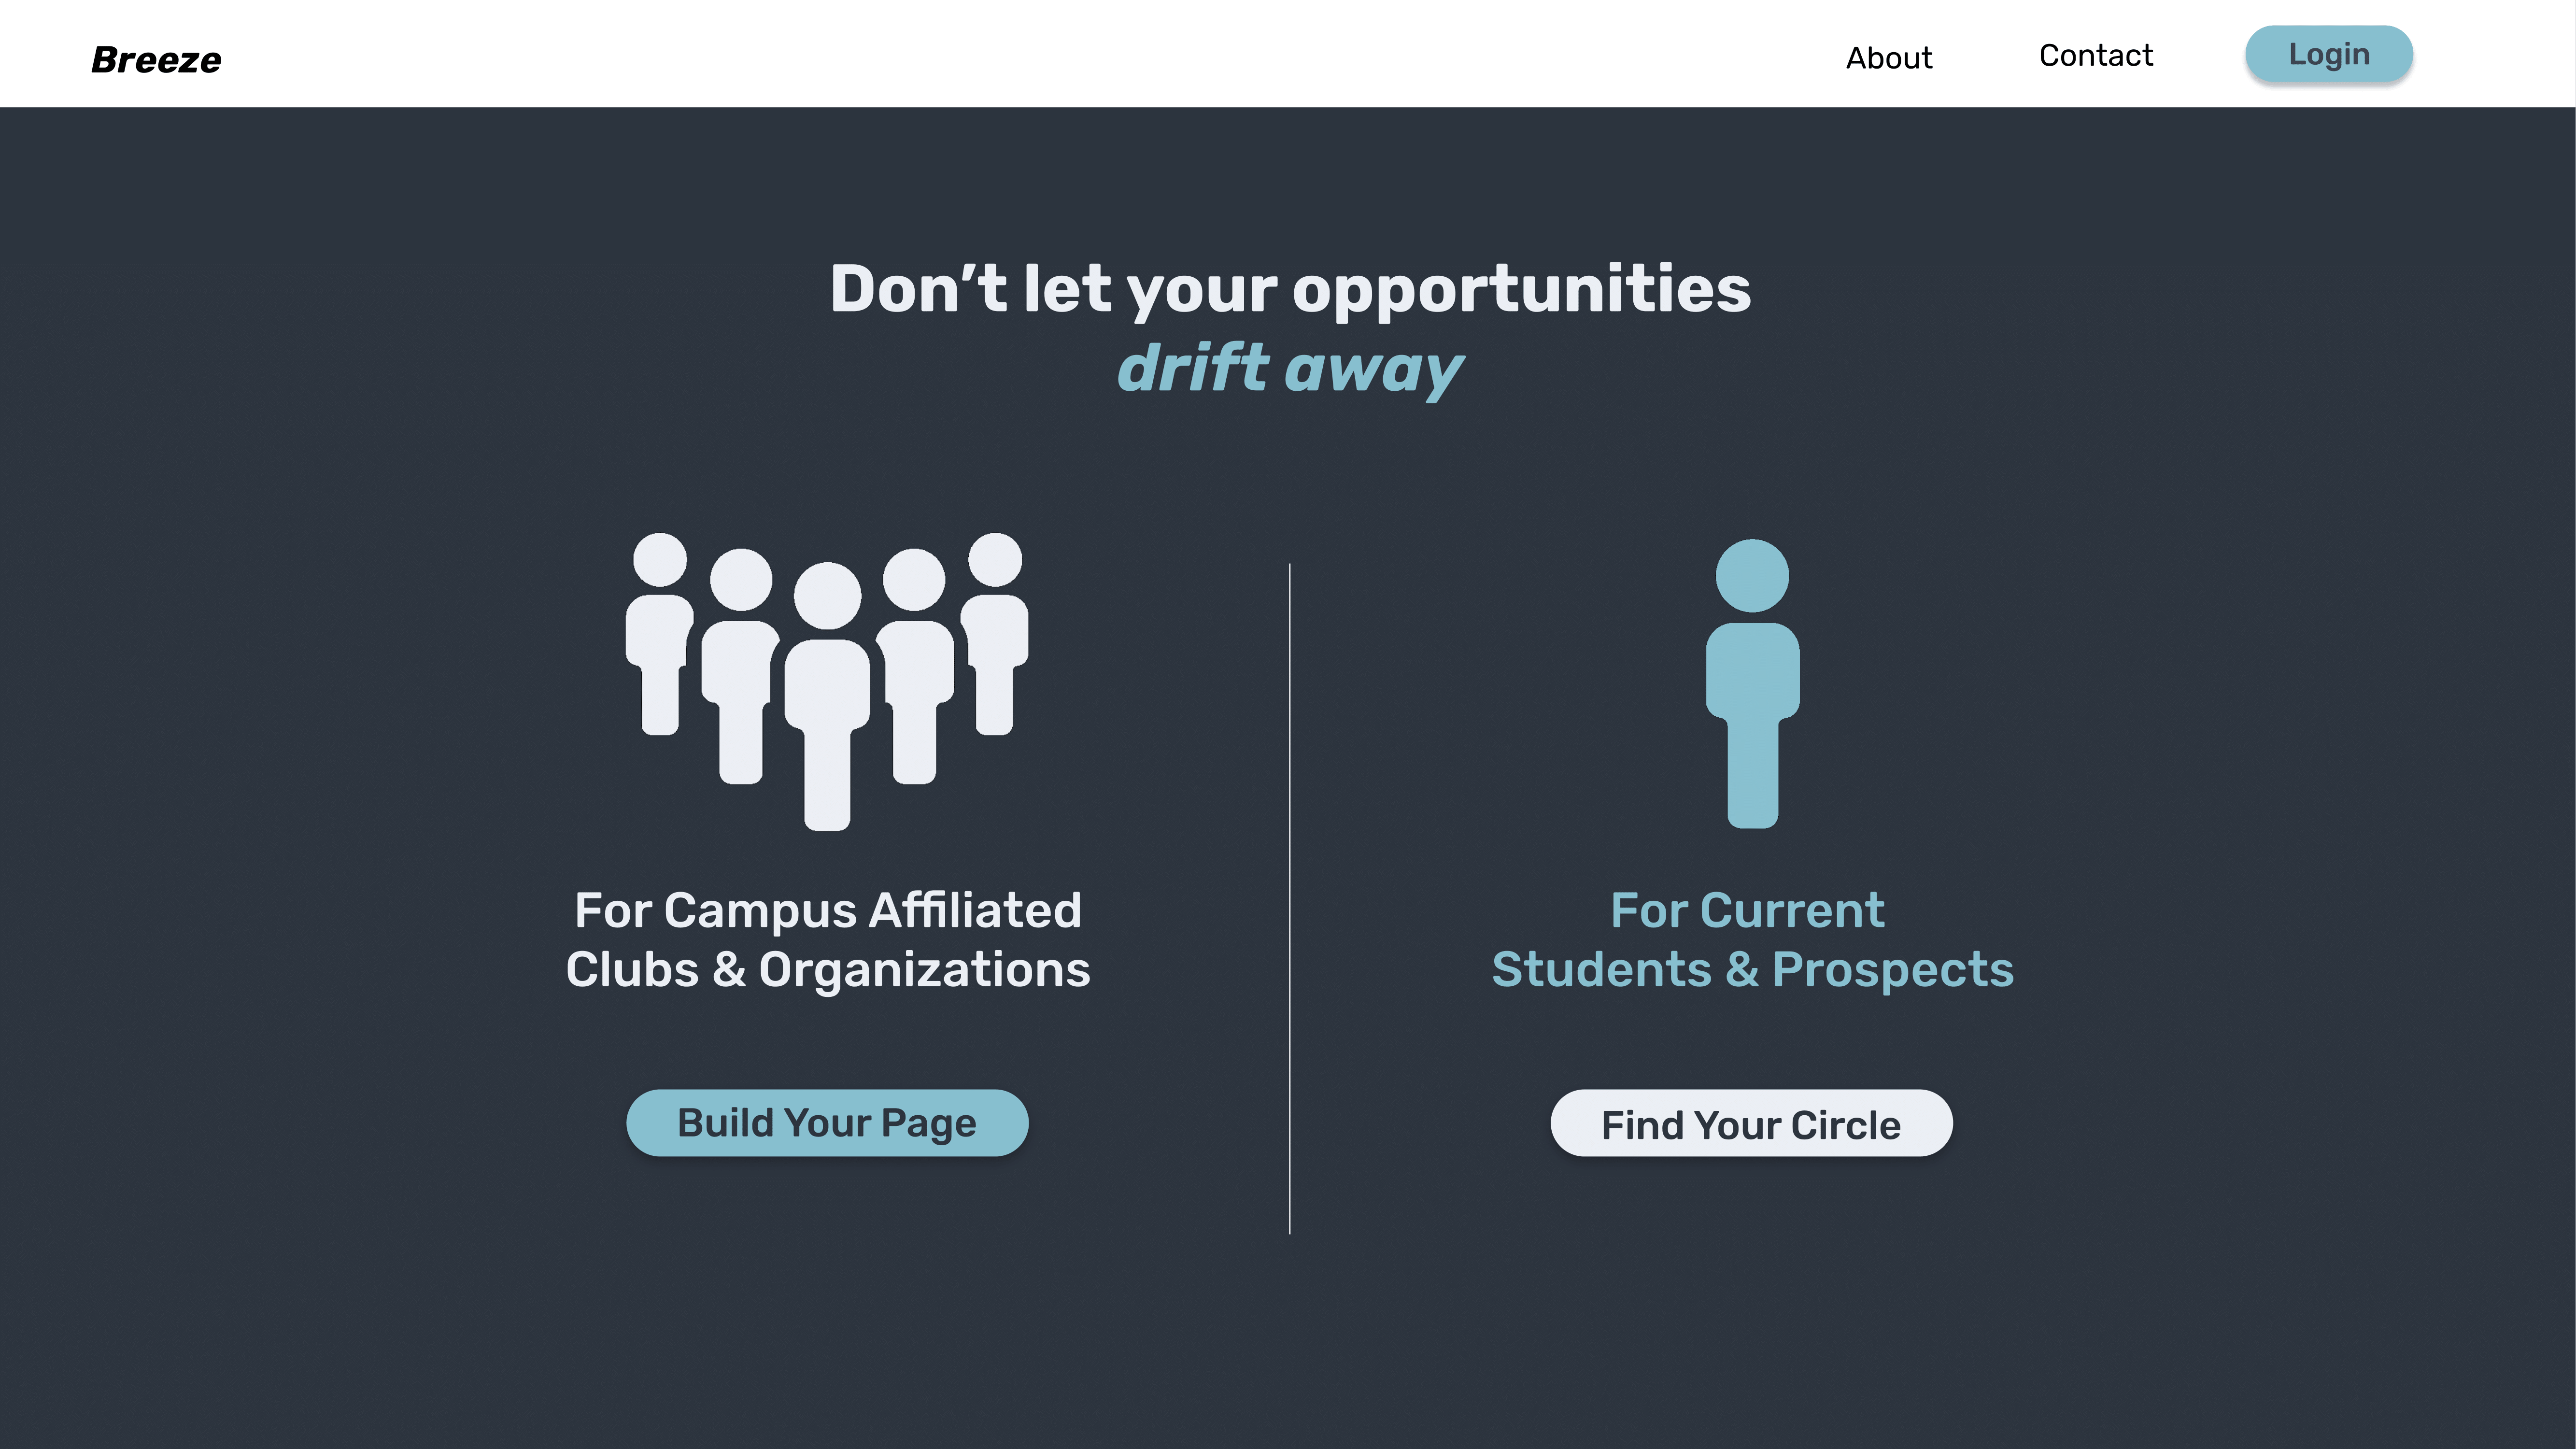 Breeze
About
Contact
Login
Don’t let your opportunities
drift away
For Campus Affiliated
Clubs & Organizations
Build Your Page
For Current
Students & Prospects
Find Your Circle